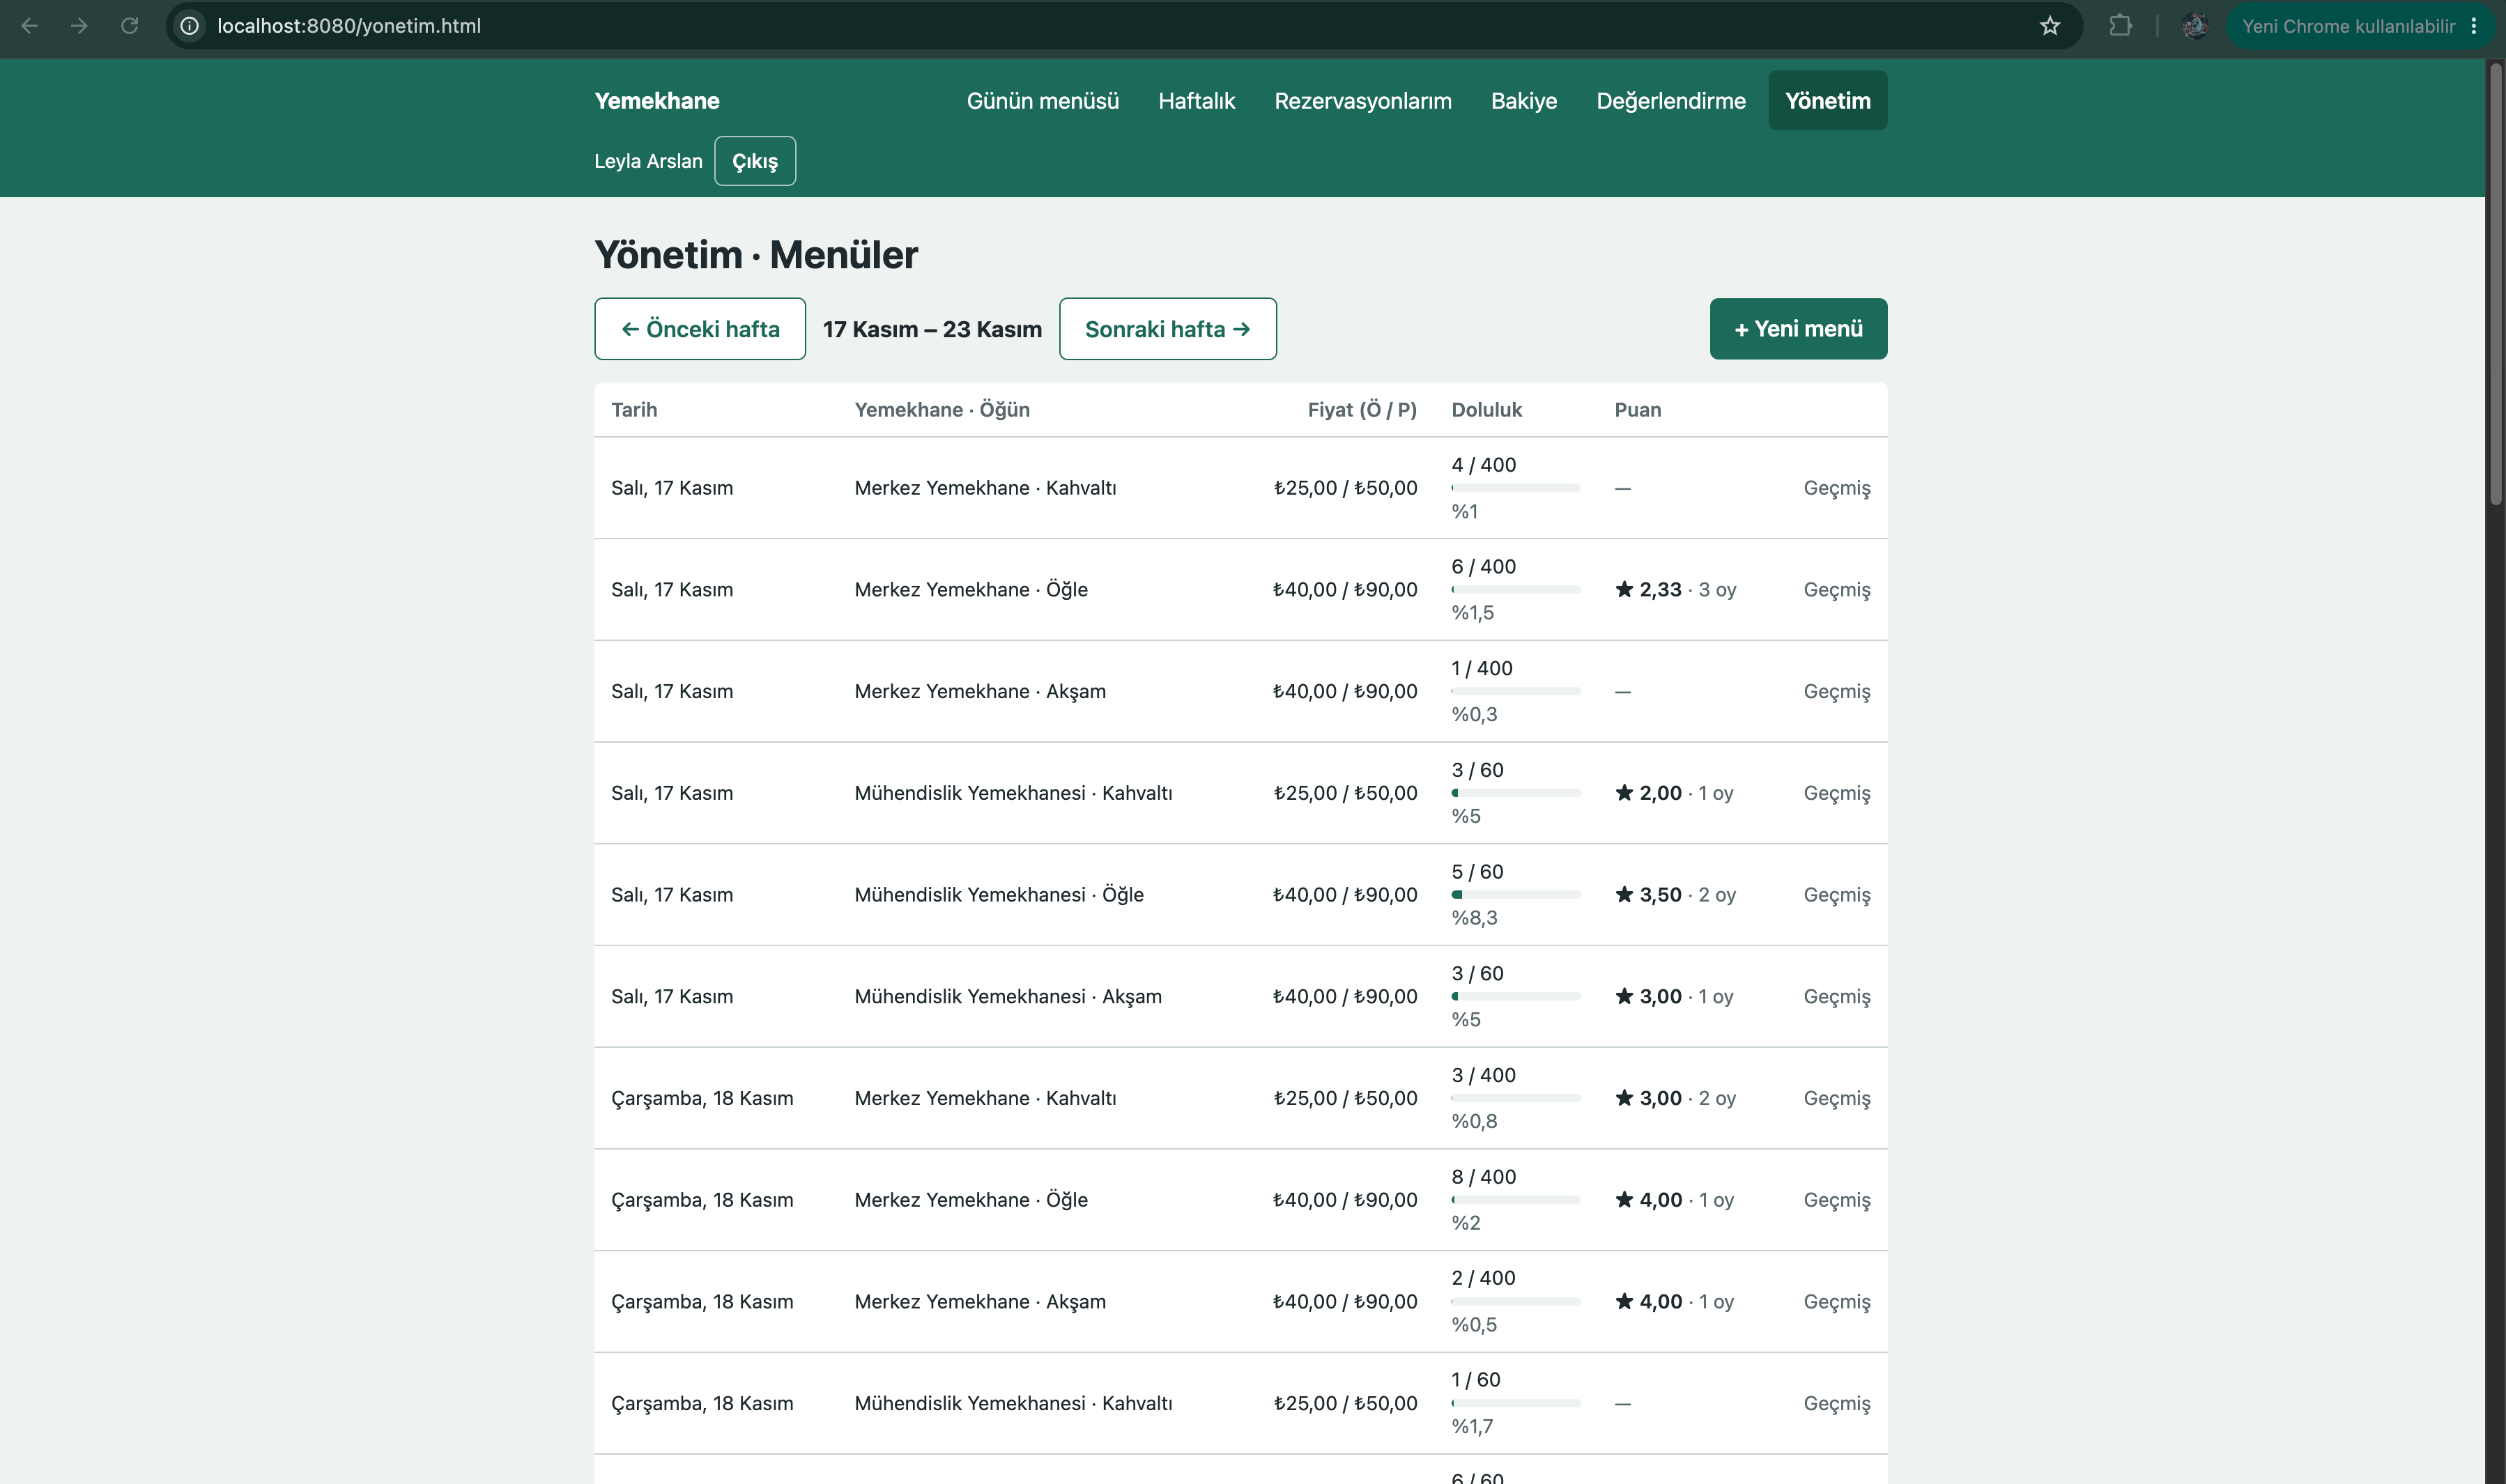 localhost:8080/yonetim.html
Yeni Chrome kullanılabilir
Yemekhane
Günün menüsü Haftalık Rezervasyonlarım Bakiye Değerlendirme Yönetim
Leyla Arslan Çıkış
Yönetim · Menüler
← Önceki hafta 17 Kasım – 23 Kasım Sonraki hafta → + Yeni menü
Tarih Yemekhane · Öğün Fiyat (Ö / P) Doluluk Puan
Salı, 17 Kasım Merkez Yemekhane · Kahvaltı ₺25,00 / ₺50,00 4 / 400 %1 — Geçmiş
Salı, 17 Kasım Merkez Yemekhane · Öğle ₺40,00 / ₺90,00 6 / 400 %1,5 ★ 2,33 · 3 oy Geçmiş
Salı, 17 Kasım Merkez Yemekhane · Akşam ₺40,00 / ₺90,00 1 / 400 %0,3 — Geçmiş
Salı, 17 Kasım Mühendislik Yemekhanesi · Kahvaltı ₺25,00 / ₺50,00 3 / 60 %5 ★ 2,00 · 1 oy Geçmiş
Salı, 17 Kasım Mühendislik Yemekhanesi · Öğle ₺40,00 / ₺90,00 5 / 60 %8,3 ★ 3,50 · 2 oy Geçmiş
Salı, 17 Kasım Mühendislik Yemekhanesi · Akşam ₺40,00 / ₺90,00 3 / 60 %5 ★ 3,00 · 1 oy Geçmiş
Çarşamba, 18 Kasım Merkez Yemekhane · Kahvaltı ₺25,00 / ₺50,00 3 / 400 %0,8 ★ 3,00 · 2 oy Geçmiş
Çarşamba, 18 Kasım Merkez Yemekhane · Öğle ₺40,00 / ₺90,00 8 / 400 %2 ★ 4,00 · 1 oy Geçmiş
Çarşamba, 18 Kasım Merkez Yemekhane · Akşam ₺40,00 / ₺90,00 2 / 400 %0,5 ★ 4,00 · 1 oy Geçmiş
Çarşamba, 18 Kasım Mühendislik Yemekhanesi · Kahvaltı ₺25,00 / ₺50,00 1 / 60 %1,7 — Geçmiş
6 / 60